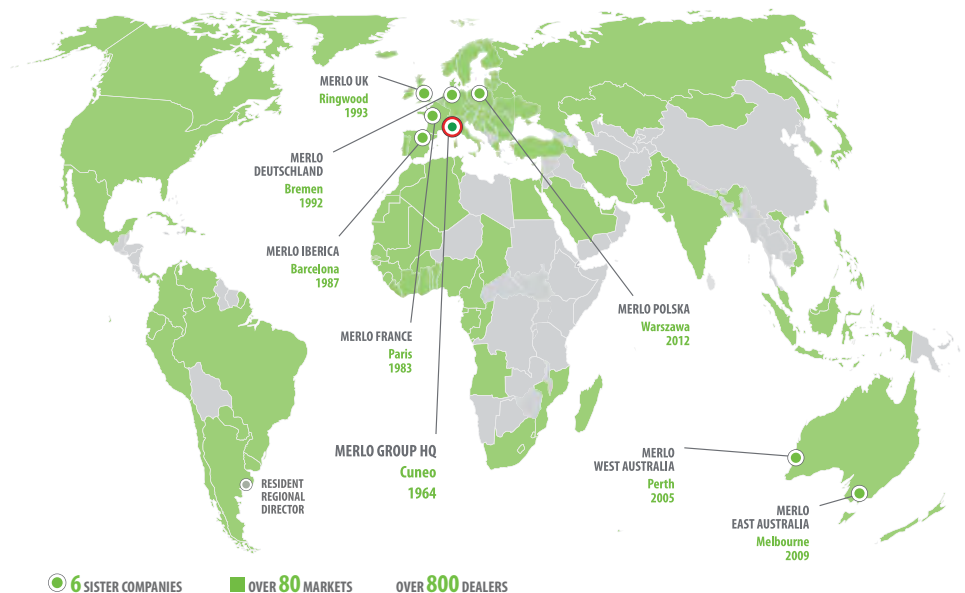 MERLO UK
Ringwood
1993
MERLO
DEUTSCHLAND
Bremen
1992
MERLO IBERICA
Barcelona
1987
MERLO FRANCE
Paris
1983
MERLO POLSKA
Warszawa
2012
MERLO GROUP HQ
Cuneo
1964
MERLO
WEST AUSTRALIA
Perth
2005
MERLO
EAST AUSTRALIA
Melbourne
2009
RESIDENT
REGIONAL
DIRECTOR
6 SISTER COMPANIES
OVER 80 MARKETS
OVER 800 DEALERS